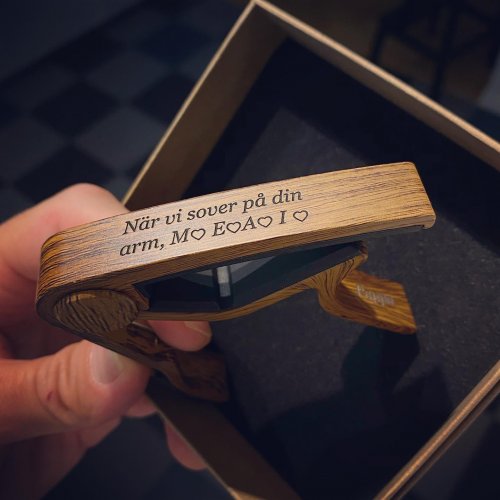 När vi sover på din
arm, M♡ E♡A♡ I ♡